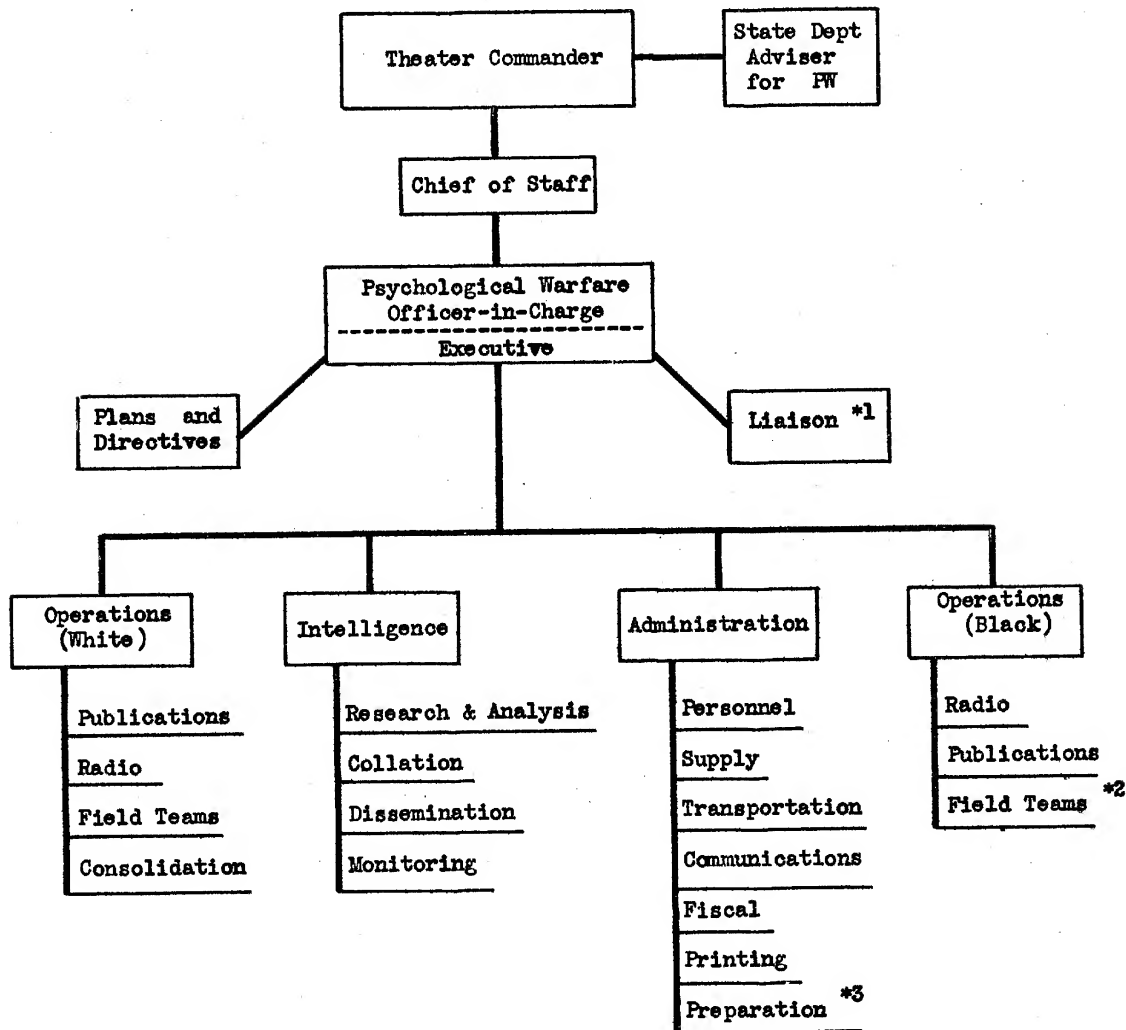 Theater Commander
State Dept
Adviser
for PW
Chief of Staff
Psychological Warfare
Officer-in-Charge
Executive
Plans and
Directives
Liaison *1
Operations
(White)
Publications
Radio
Field Teams
Consolidation
Intelligence
Research & Analysis
Collation
Dissemination
Monitoring
Administration
Personnel
Supply
Transportation
Communications
Fiscal
Printing
Preparation *3
Operations
(Black)
Radio
Publications
Field Teams *2